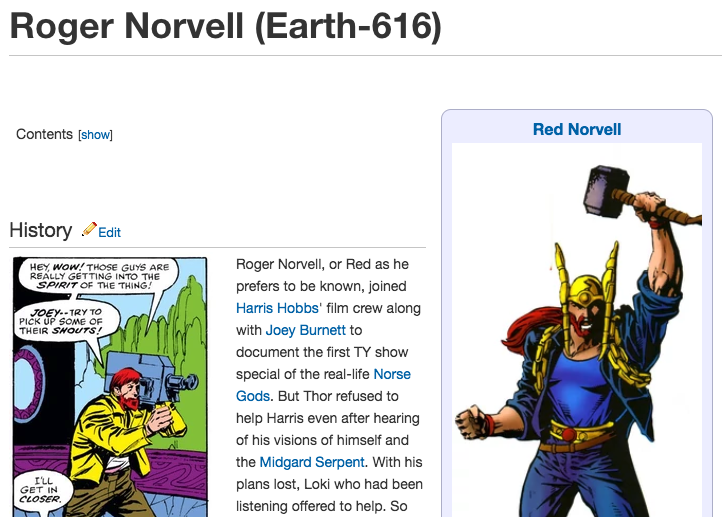 Roger Norvell (Earth-616)
Contents [show]
History Edit
HEY, WOW! THOSE GUYS ARE
REALLY GETTING INTO THE
SPIRIT OF THE THING!
JOEY--TRY TO
PICK UP SOME OF
THEIR SHOUTS!
I'LL
GET IN
CLOSER.
Roger Norvell, or Red as he
prefers to be known, joined
Harris Hobbs' film crew along
with Joey Burnett to
document the first TY show
special of the real-life Norse
Gods. But Thor refused to
help Harris even after hearing
of his visions of himself and
the Midgard Serpent. With his
plans lost, Loki who had been
listening offered to help. So
Red Norvell